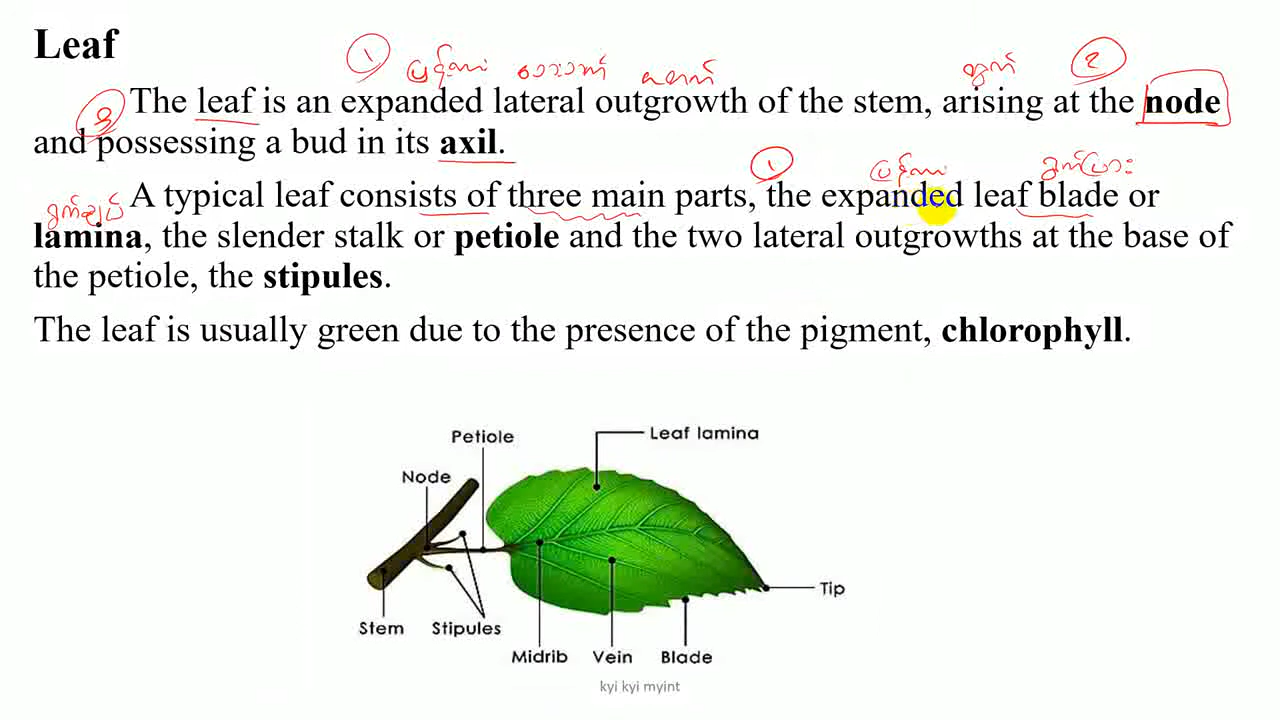 Leaf
၁
၂
၃
The leaf is an expanded lateral outgrowth of the stem, arising at the node
and possessing a bud in its axil.
၁
A typical leaf consists of three main parts, the expanded leaf blade or
lamina, the slender stalk or petiole and the two lateral outgrowths at the base of
the petiole, the stipules.
The leaf is usually green due to the presence of the pigment, chlorophyll.
Petiole
Leaf lamina
Node
Tip
Stem
Stipules
Midrib
Vein
Blade
kyi kyi myint